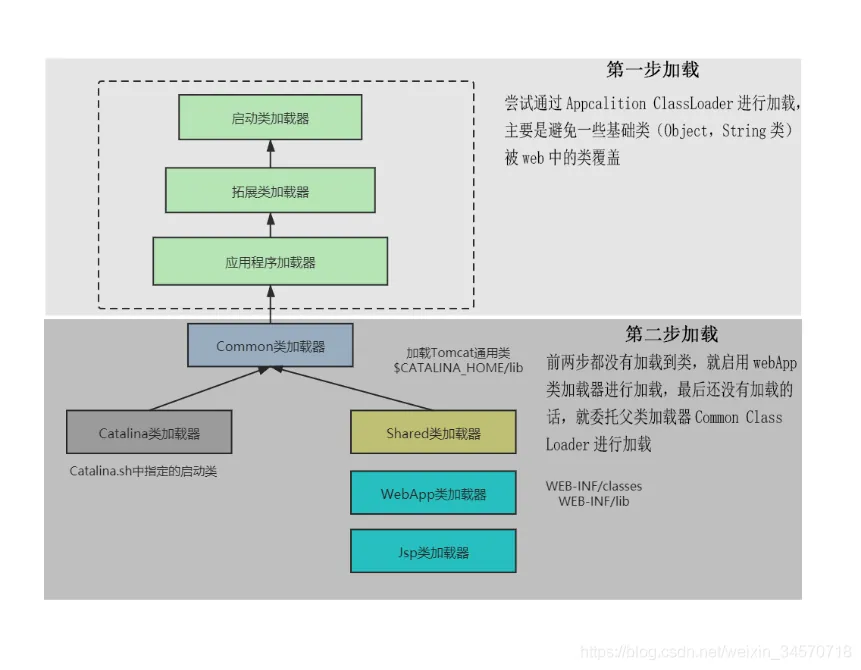 第一步加载
尝试通过 Appcalition ClassLoader 进行加载，
主要是避免一些基础类（Object，String 类）
被 web 中的类覆盖
启动类加载器
拓展类加载器
应用程序加载器
第二步加载
前两步都没有加载到类，就启用 webApp
类加载器进行加载，最后还没有加载的
话，就委托父类加载器 Common Class
Loader 进行加载
Common类加载器
加载Tomcat通用类
$CATALINA_HOME/lib
Catalina类加载器
Catalina.sh中指定的启动类
Shared类加载器
WebApp类加载器
WEB-INF/classes
WEB-INF/lib
Jsp类加载器
https://blog.csdn.net/weixin_34570718